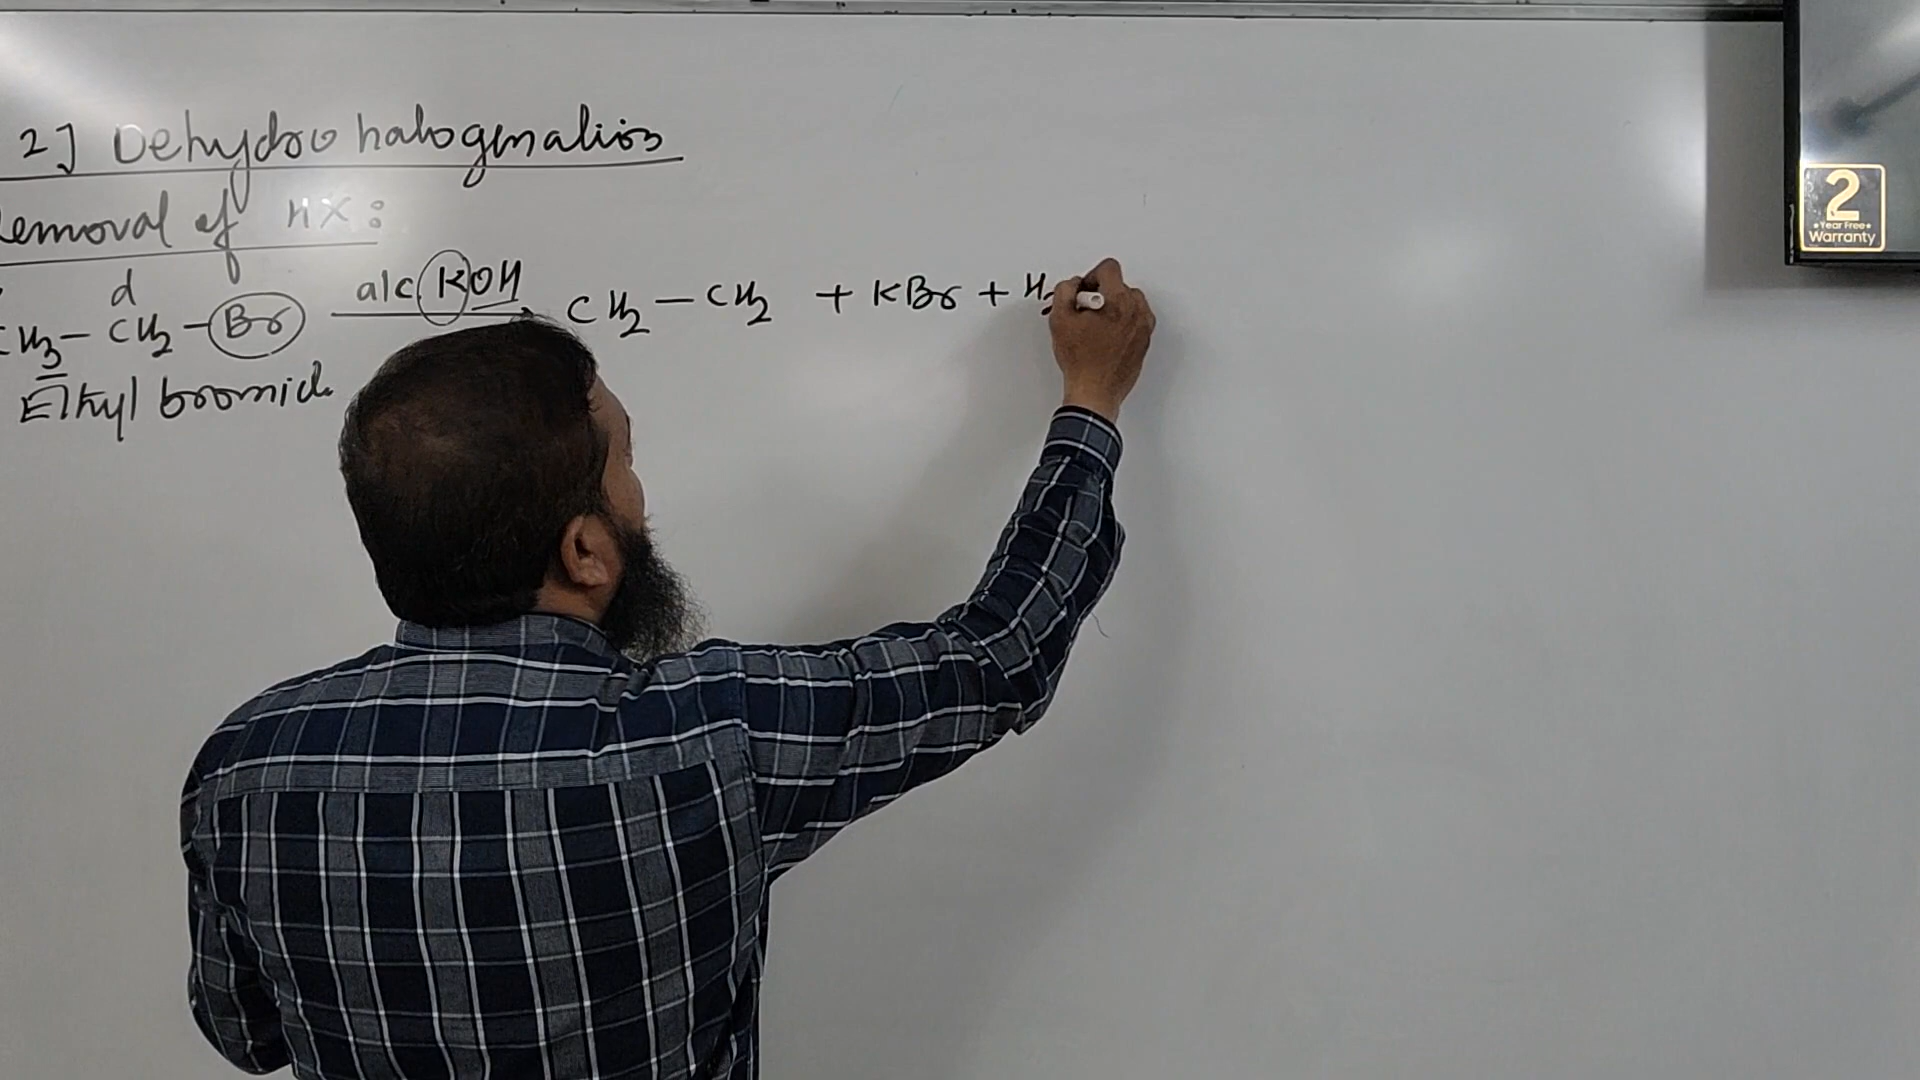 2] Dehydrohalogenation
Removal of HX:
d
CH3 - CH2 - Br alc KOH → CH2 - CH2 + KBr + H2
Ethyl bromide
2
Year Free
Warranty